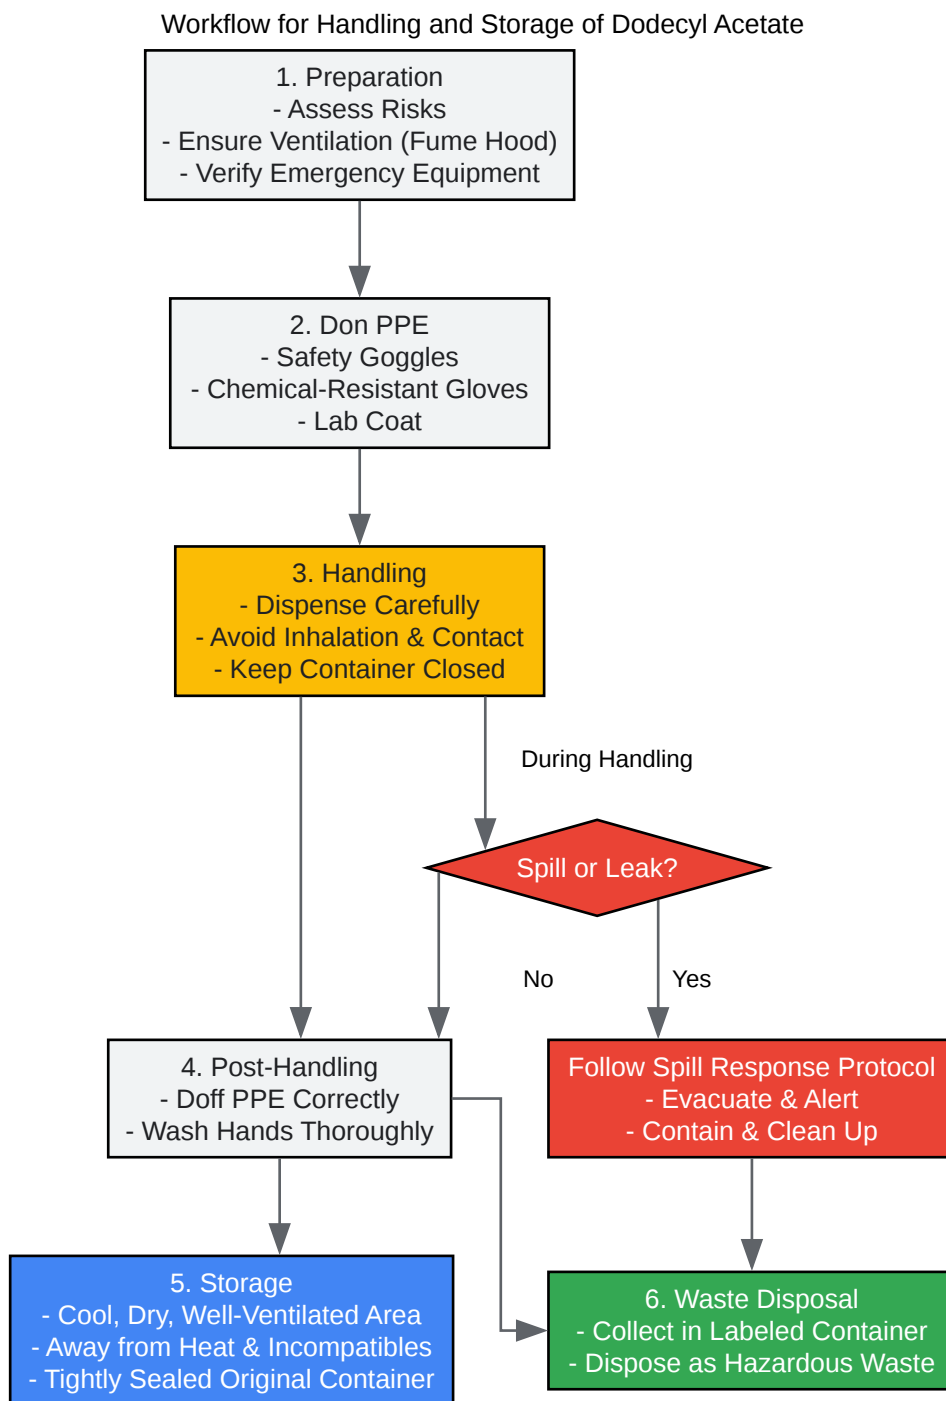 Workflow for Handling and Storage of Dodecyl Acetate
1. Preparation
- Assess Risks
- Ensure Ventilation (Fume Hood)
- Verify Emergency Equipment
2. Don PPE
- Safety Goggles
- Chemical-Resistant Gloves
- Lab Coat
3. Handling
- Dispense Carefully
- Avoid Inhalation & Contact
- Keep Container Closed
During Handling
Spill or Leak?
No
Yes
4. Post-Handling
- Doff PPE Correctly
- Wash Hands Thoroughly
Follow Spill Response Protocol
- Evacuate & Alert
- Contain & Clean Up
5. Storage
- Cool, Dry, Well-Ventilated Area
- Away from Heat & Incompatibles
- Tightly Sealed Original Container
6. Waste Disposal
- Collect in Labeled Container
- Dispose as Hazardous Waste